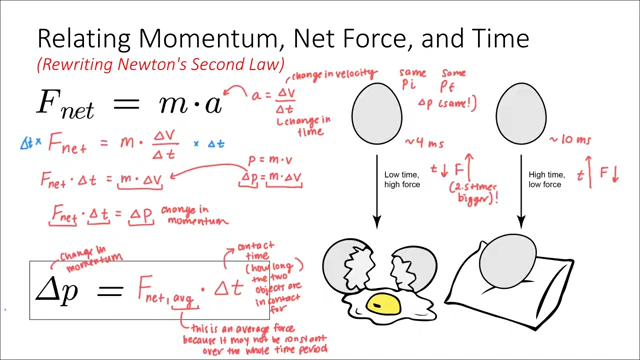 Relating Momentum, Net Force, and Time
(Rewriting Newton's Second Law)
F_net = m · a
a = ΔV / Δt
change in velocity
change in time
Δt × F_net = m · ΔV / Δt × Δt
p = m · v
F_net · Δt = m · ΔV
Δp = m · ΔV
F_net · Δt = Δp
change in
momentum
change in
momentum
Δp = F_net, avg · Δt
contact
time
(how long
the two
objects are
in contact
for
this is an average force
because it may not be constant
over the whole time period
same same
pi pf
Δp (same!)
~4 ms
~10 ms
Low time,
high force
t↓ F↑
(2.5 times
bigger)!
High time,
low force
t↑ F↓